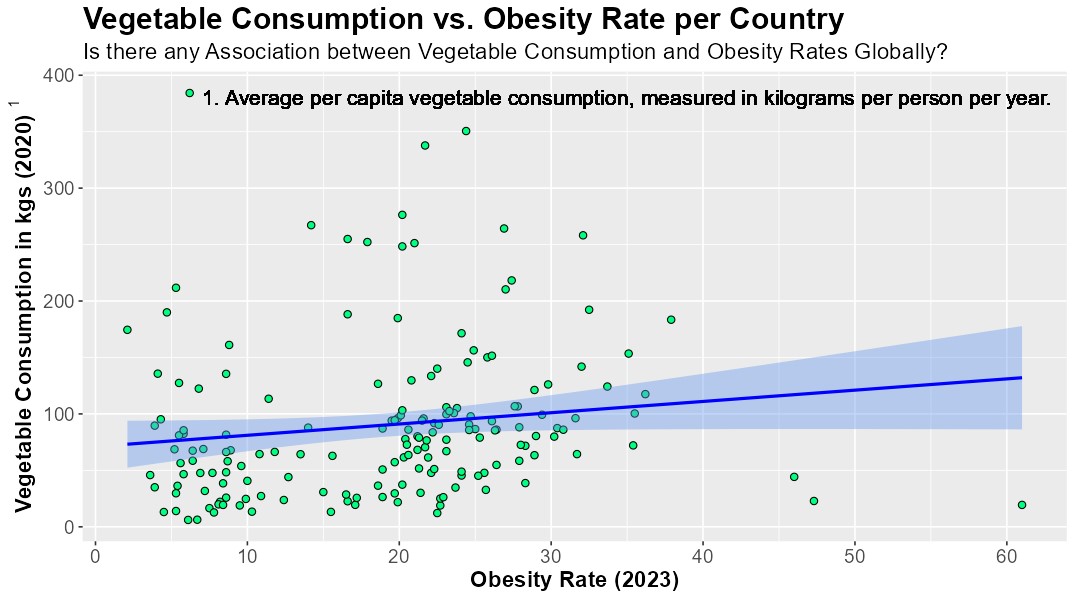 Vegetable Consumption vs. Obesity Rate per Country
Is there any Association between Vegetable Consumption and Obesity Rates Globally?
1. Average per capita vegetable consumption, measured in kilograms per person per year.
Vegetable Consumption in kgs (2020) 1
400
300
200
100
0
0 10 20 30 40 50 60
Obesity Rate (2023)